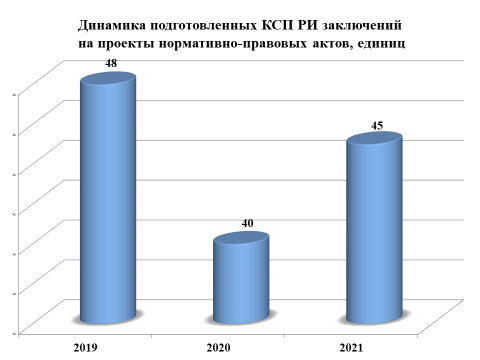 Динамика подготовленных КСП РИ заключений
на проекты нормативно-правовых актов, единиц
48
45
40
2019 2020 2021